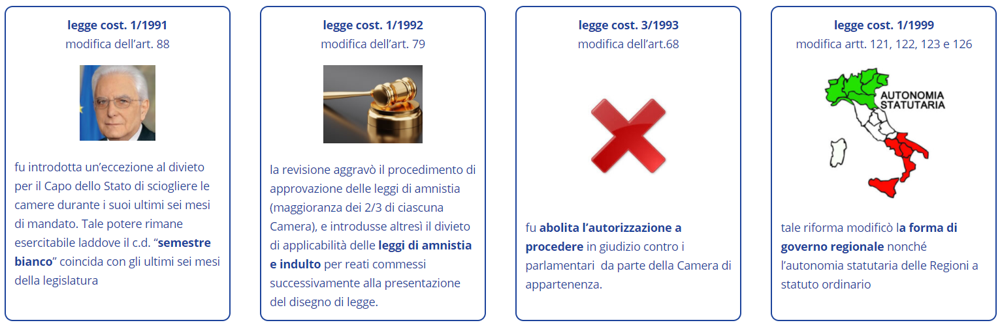 legge cost. 1/1991
modifica dell’art. 88
fu introdotta un’eccezione al divieto
per il Capo dello Stato di sciogliere le
camere durante i suoi ultimi sei mesi
di mandato. Tale potere rimane
esercitabile laddove il c.d. “semestre
bianco” coincida con gli ultimi sei mesi
della legislatura
legge cost. 1/1992
modifica dell’art. 79
la revisione aggravò il procedimento di
approvazione delle leggi di amnistia
(maggioranza dei 2/3 di ciascuna
Camera), e introdusse altresì il divieto
di applicabilità delle leggi di amnistia
e indulto per reati commessi
successivamente alla presentazione
del disegno di legge.
legge cost. 3/1993
modifica dell’art.68
fu abolita l’autorizzazione a
procedere in giudizio contro i
parlamentari  da parte della Camera di
appartenenza.
legge cost. 1/1999
modifica artt. 121, 122, 123 e 126
AUTONOMIA
STATUTARIA
tale riforma modificò la forma di
governo regionale nonché
l’autonomia statutaria delle Regioni a
statuto ordinario